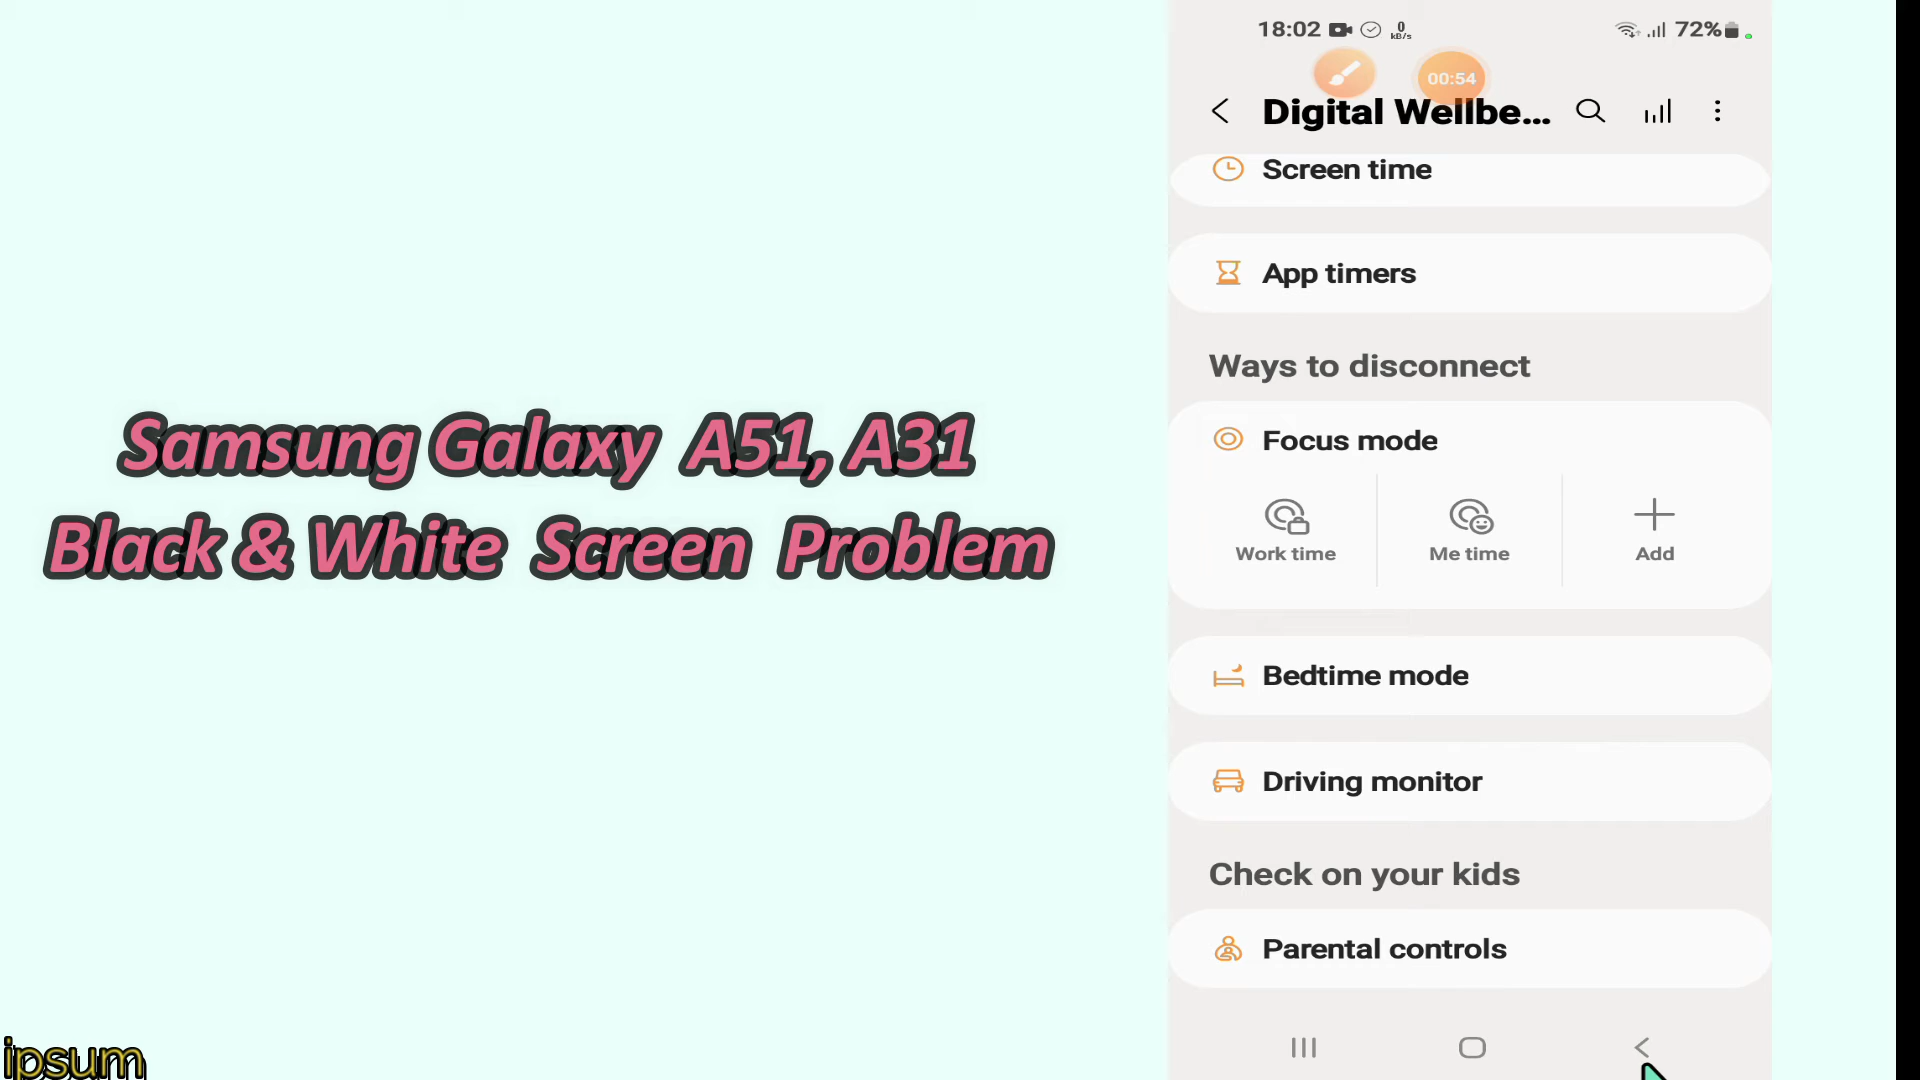 18:02 0 kB/s 72%
00:54
Digital Wellbe...
Screen time
App timers
Ways to disconnect
Focus mode
Work time Me time Add
Bedtime mode
Driving monitor
Check on your kids
Parental controls
Samsung Galaxy A51, A31
Black & White Screen Problem
ipsum